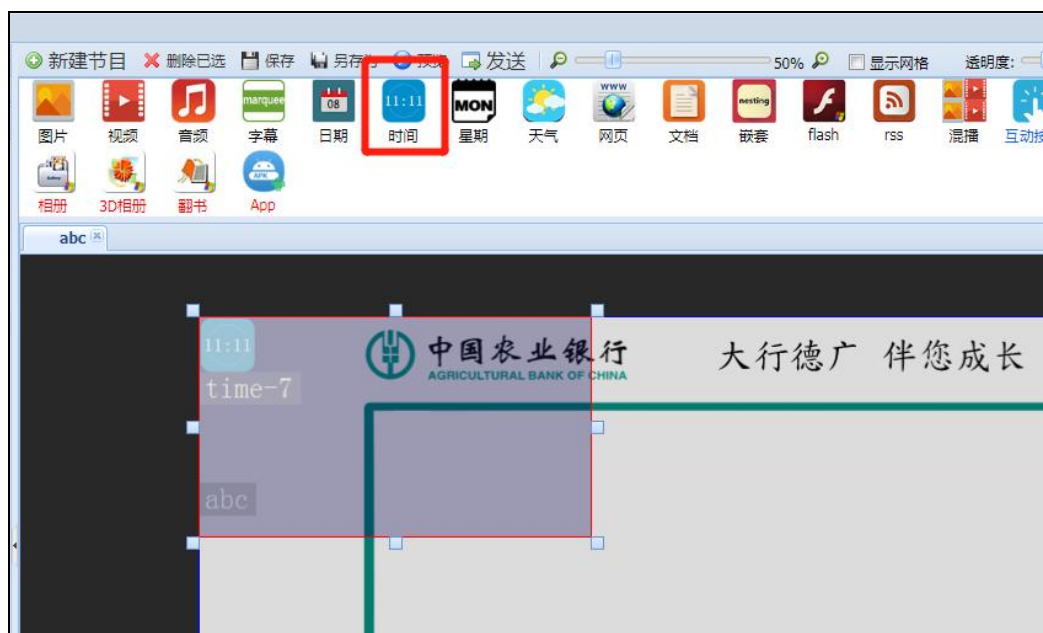 新建节目 删除已选 保存 另存为 预览 发送 50% 显示网格 透明度:
marquee 08 11:11 MON WWW nesting
图片 视频 音频 字幕 日期 时间 星期 天气 网页 文档 嵌套 flash rss 混播 互动按
APK
相册 3D相册 翻书 App
abc
11:11 中国农业银行 大行德广 伴您成长
AGRICULTURAL BANK OF CHINA
time-7
abc